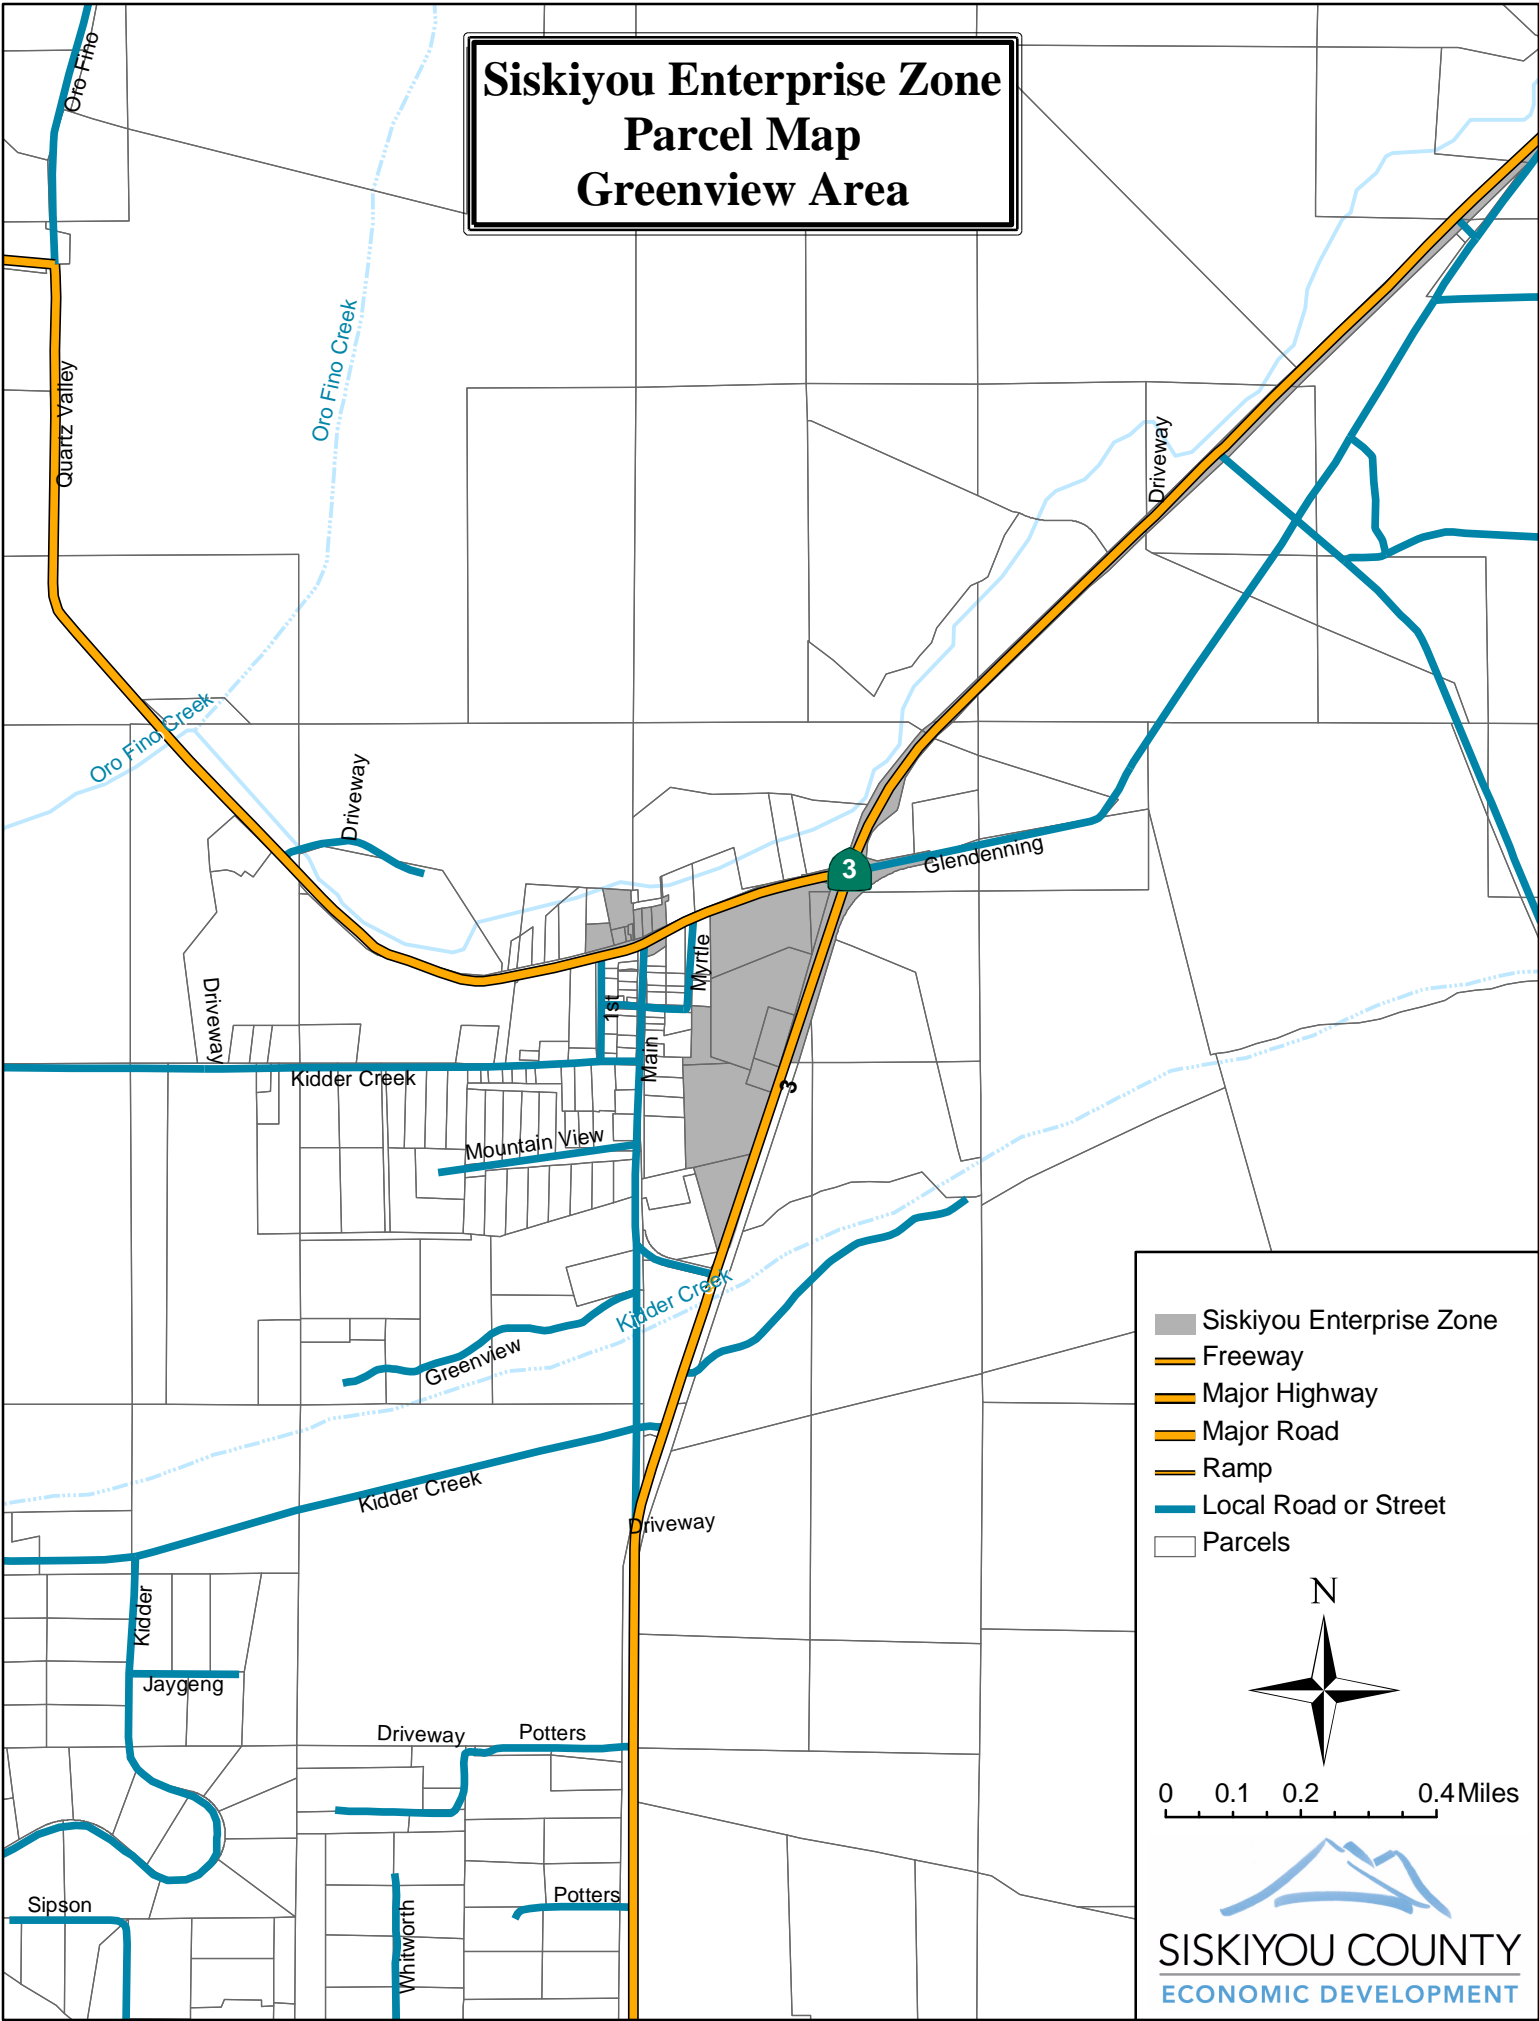 Siskiyou Enterprise Zone
Parcel Map
Greenview Area
Oro Fino
Oro Fino Creek
Quartz Valley
Driveway
Oro Fino Creek
Driveway
3
Glendenning
Myrtle
1st
Driveway
Main
Kidder Creek
3
Mountain View
Kidder Creek
Greenview
Kidder Creek
Driveway
Kidder
Jaygeng
Driveway
Potters
Sipson
Potters
Whitworth
Siskiyou Enterprise Zone
Freeway
Major Highway
Major Road
Ramp
Local Road or Street
Parcels
N
0 0.1 0.2 0.4 Miles
SISKIYOU COUNTY
ECONOMIC DEVELOPMENT